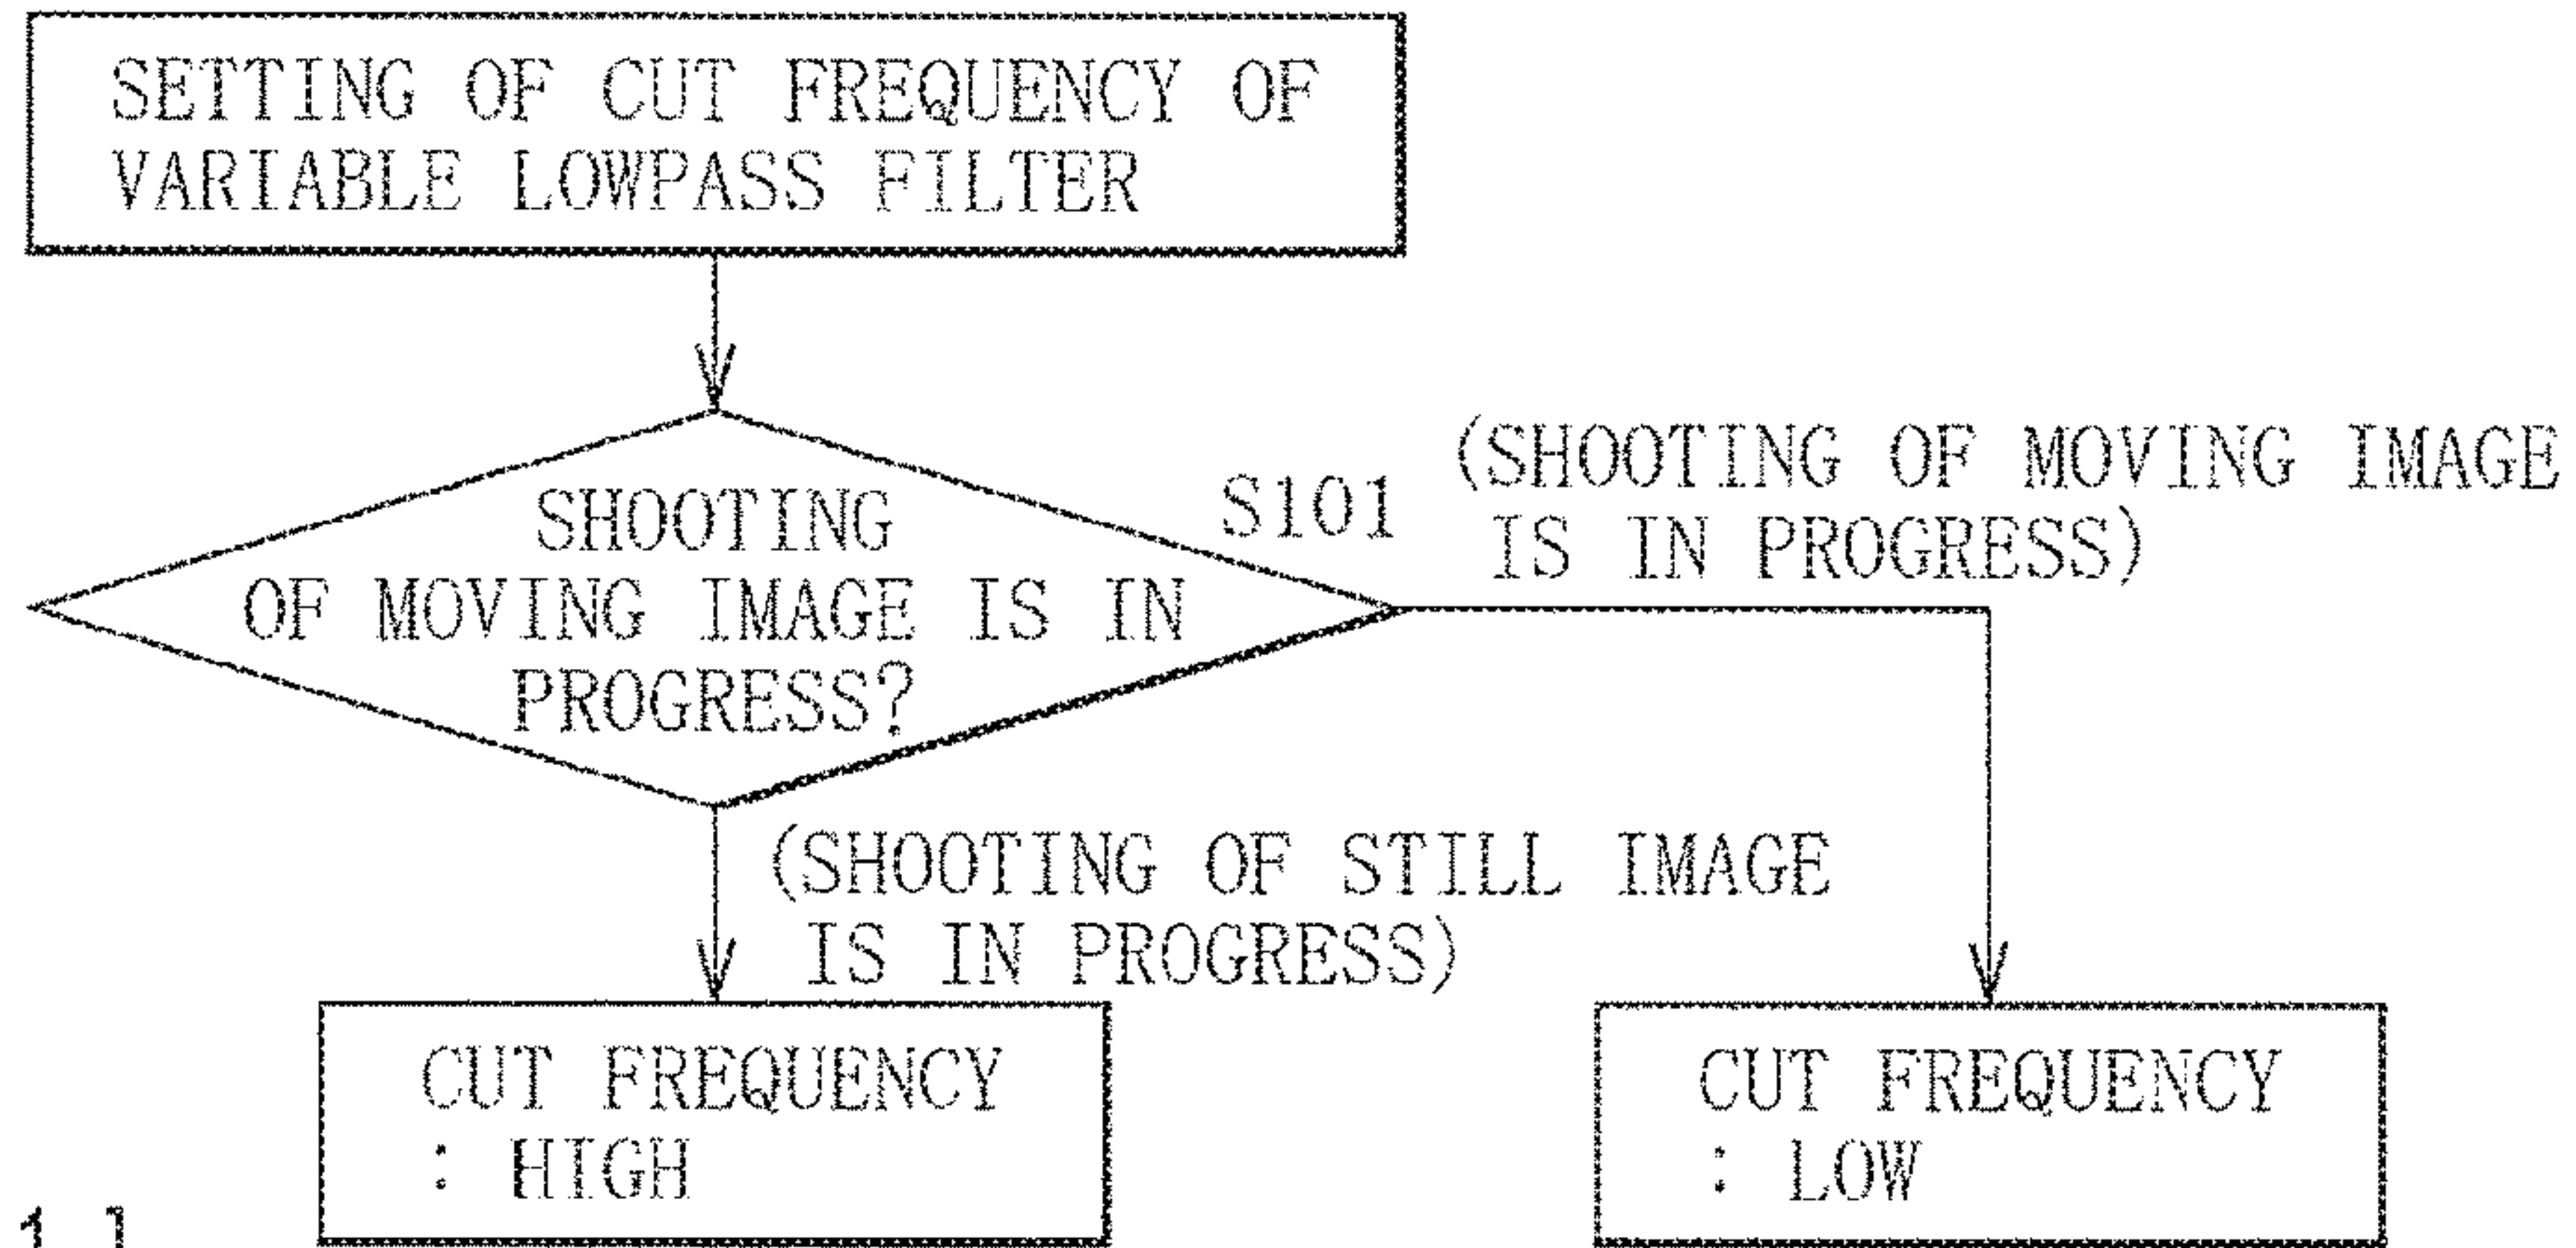 SETTING OF CUT FREQUENCY OF
VARIABLE LOWPASS FILTER
(SHOOTING OF MOVING IMAGE
IS IN PROGRESS)
S101
SHOOTING
OF MOVING IMAGE IS IN
PROGRESS?
(SHOOTING OF STILL IMAGE
IS IN PROGRESS)
CUT FREQUENCY
: HIGH
CUT FREQUENCY
: LOW
1 ]